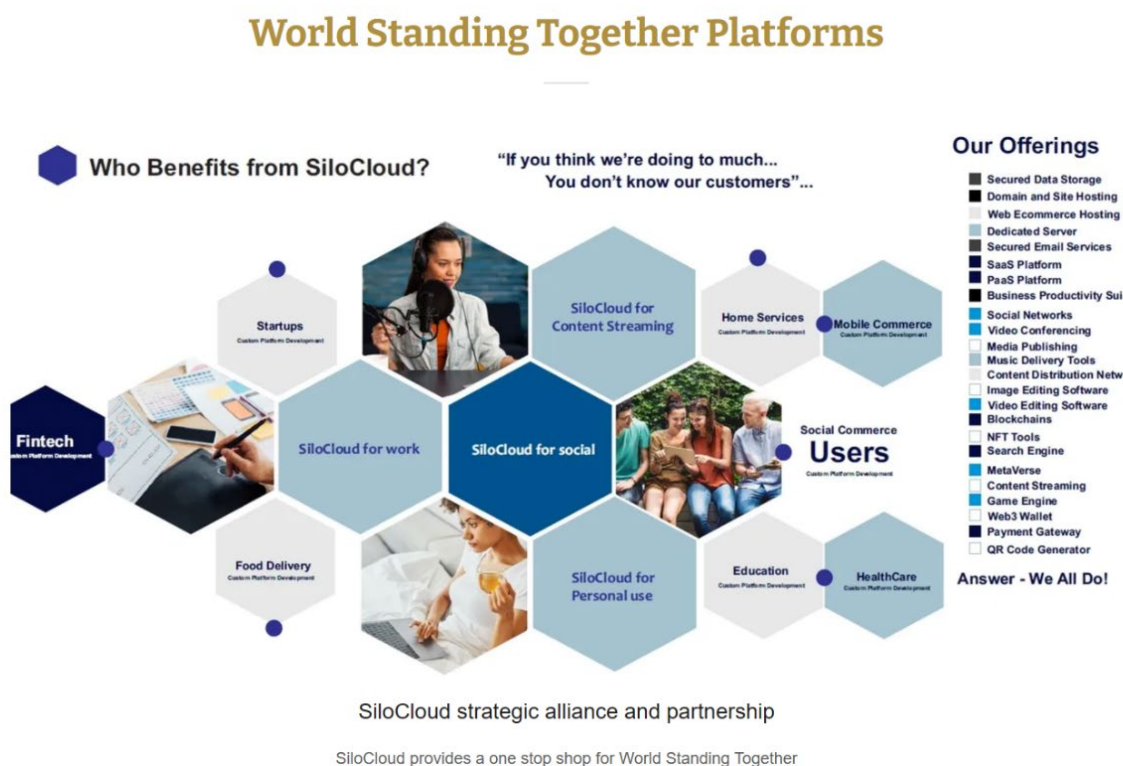 World Standing Together Platforms
Who Benefits from SiloCloud?
“If you think we’re doing to much...
You don’t know our customers”...
Our Offerings
Secured Data Storage
Domain and Site Hosting
Web Ecommerce Hosting
Dedicated Server
Secured Email Services
SaaS Platform
PaaS Platform
Business Productivity Sui
Social Networks
Video Conferencing
Media Publishing
Music Delivery Tools
Content Distribution Netw
Image Editing Software
Video Editing Software
Blockchains
NFT Tools
Search Engine
MetaVerse
Content Streaming
Game Engine
Web3 Wallet
Payment Gateway
QR Code Generator
Answer - We All Do!
Startups
Custom Platform Development
SiloCloud for
Content Streaming
Home Services
Custom Platform Development
Mobile Commerce
Custom Platform Development
Fintech
ustom Platform Development
SiloCloud for work
SiloCloud for social
Social Commerce
Users
Custom Platform Development
Food Delivery
Custom Platform Development
SiloCloud for
Personal use
Education
Custom Platform Development
HealthCare
Custom Platform Development
SiloCloud strategic alliance and partnership
SiloCloud provides a one stop shop for World Standing Together